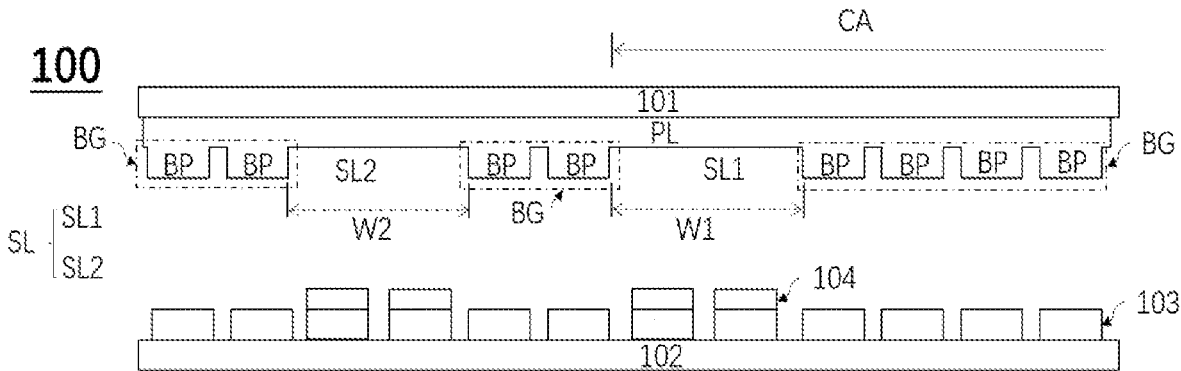 CA
100
101
PL
BG
BP BP SL2 BP BP SL1 BP BP BP BP
BG
BG
W2
W1
SL
SL1
SL2
104
103
102